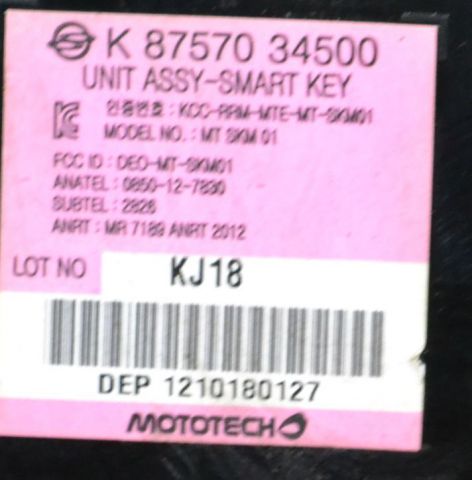 K 87570 34500
UNIT ASSY-SMART KEY
인증번호 : KCC-RRM-MTE-MT-SKM01
MODEL NO. : MT SKM 01
FCC ID : DEO-MT-SKM01
ANATEL : 0850-12-7830
SUBTEL : 2826
ANRT : MR 7189 ANRT 2012
LOT NO KJ18
DEP 1210180127
MOTOTECH